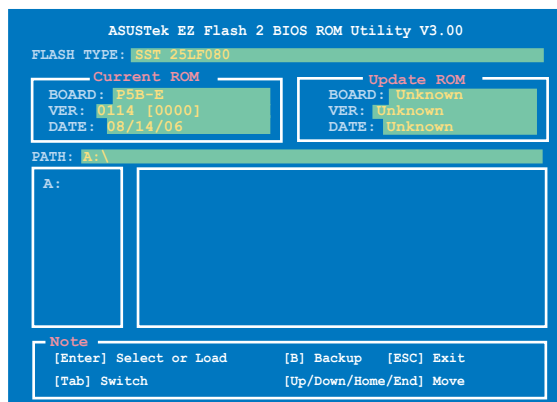 ASUSTek EZ Flash 2 BIOS ROM Utility V3.00
FLASH TYPE: SST 25LF080
Current ROM
BOARD: P5B-E
VER: 0114 [0000]
DATE: 08/14/06
Update ROM
BOARD: Unknown
VER: Unknown
DATE: Unknown
PATH: A:\
A:
Note
[Enter] Select or Load [B] Backup [ESC] Exit
[Tab] Switch [Up/Down/Home/End] Move